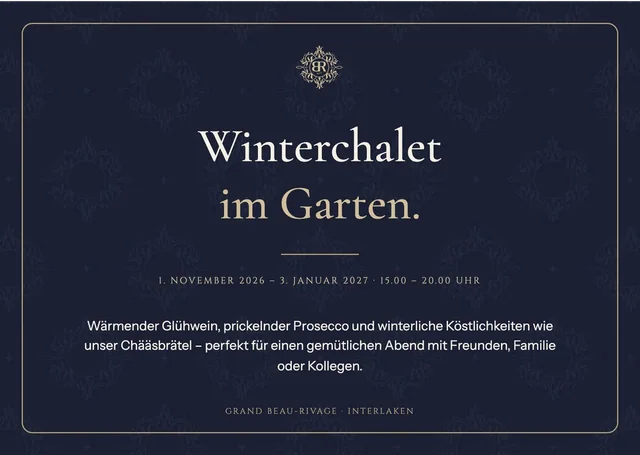 BR
Winterchalet
im Garten.
1. NOVEMBER 2026 – 3. JANUAR 2027 · 15.00 – 20.00 UHR
Wärmender Glühwein, prickelnder Prosecco und winterliche Köstlichkeiten wie
unser Chääsbrätel – perfekt für einen gemütlichen Abend mit Freunden, Familie
oder Kollegen.
GRAND BEAU-RIVAGE · INTERLAKEN